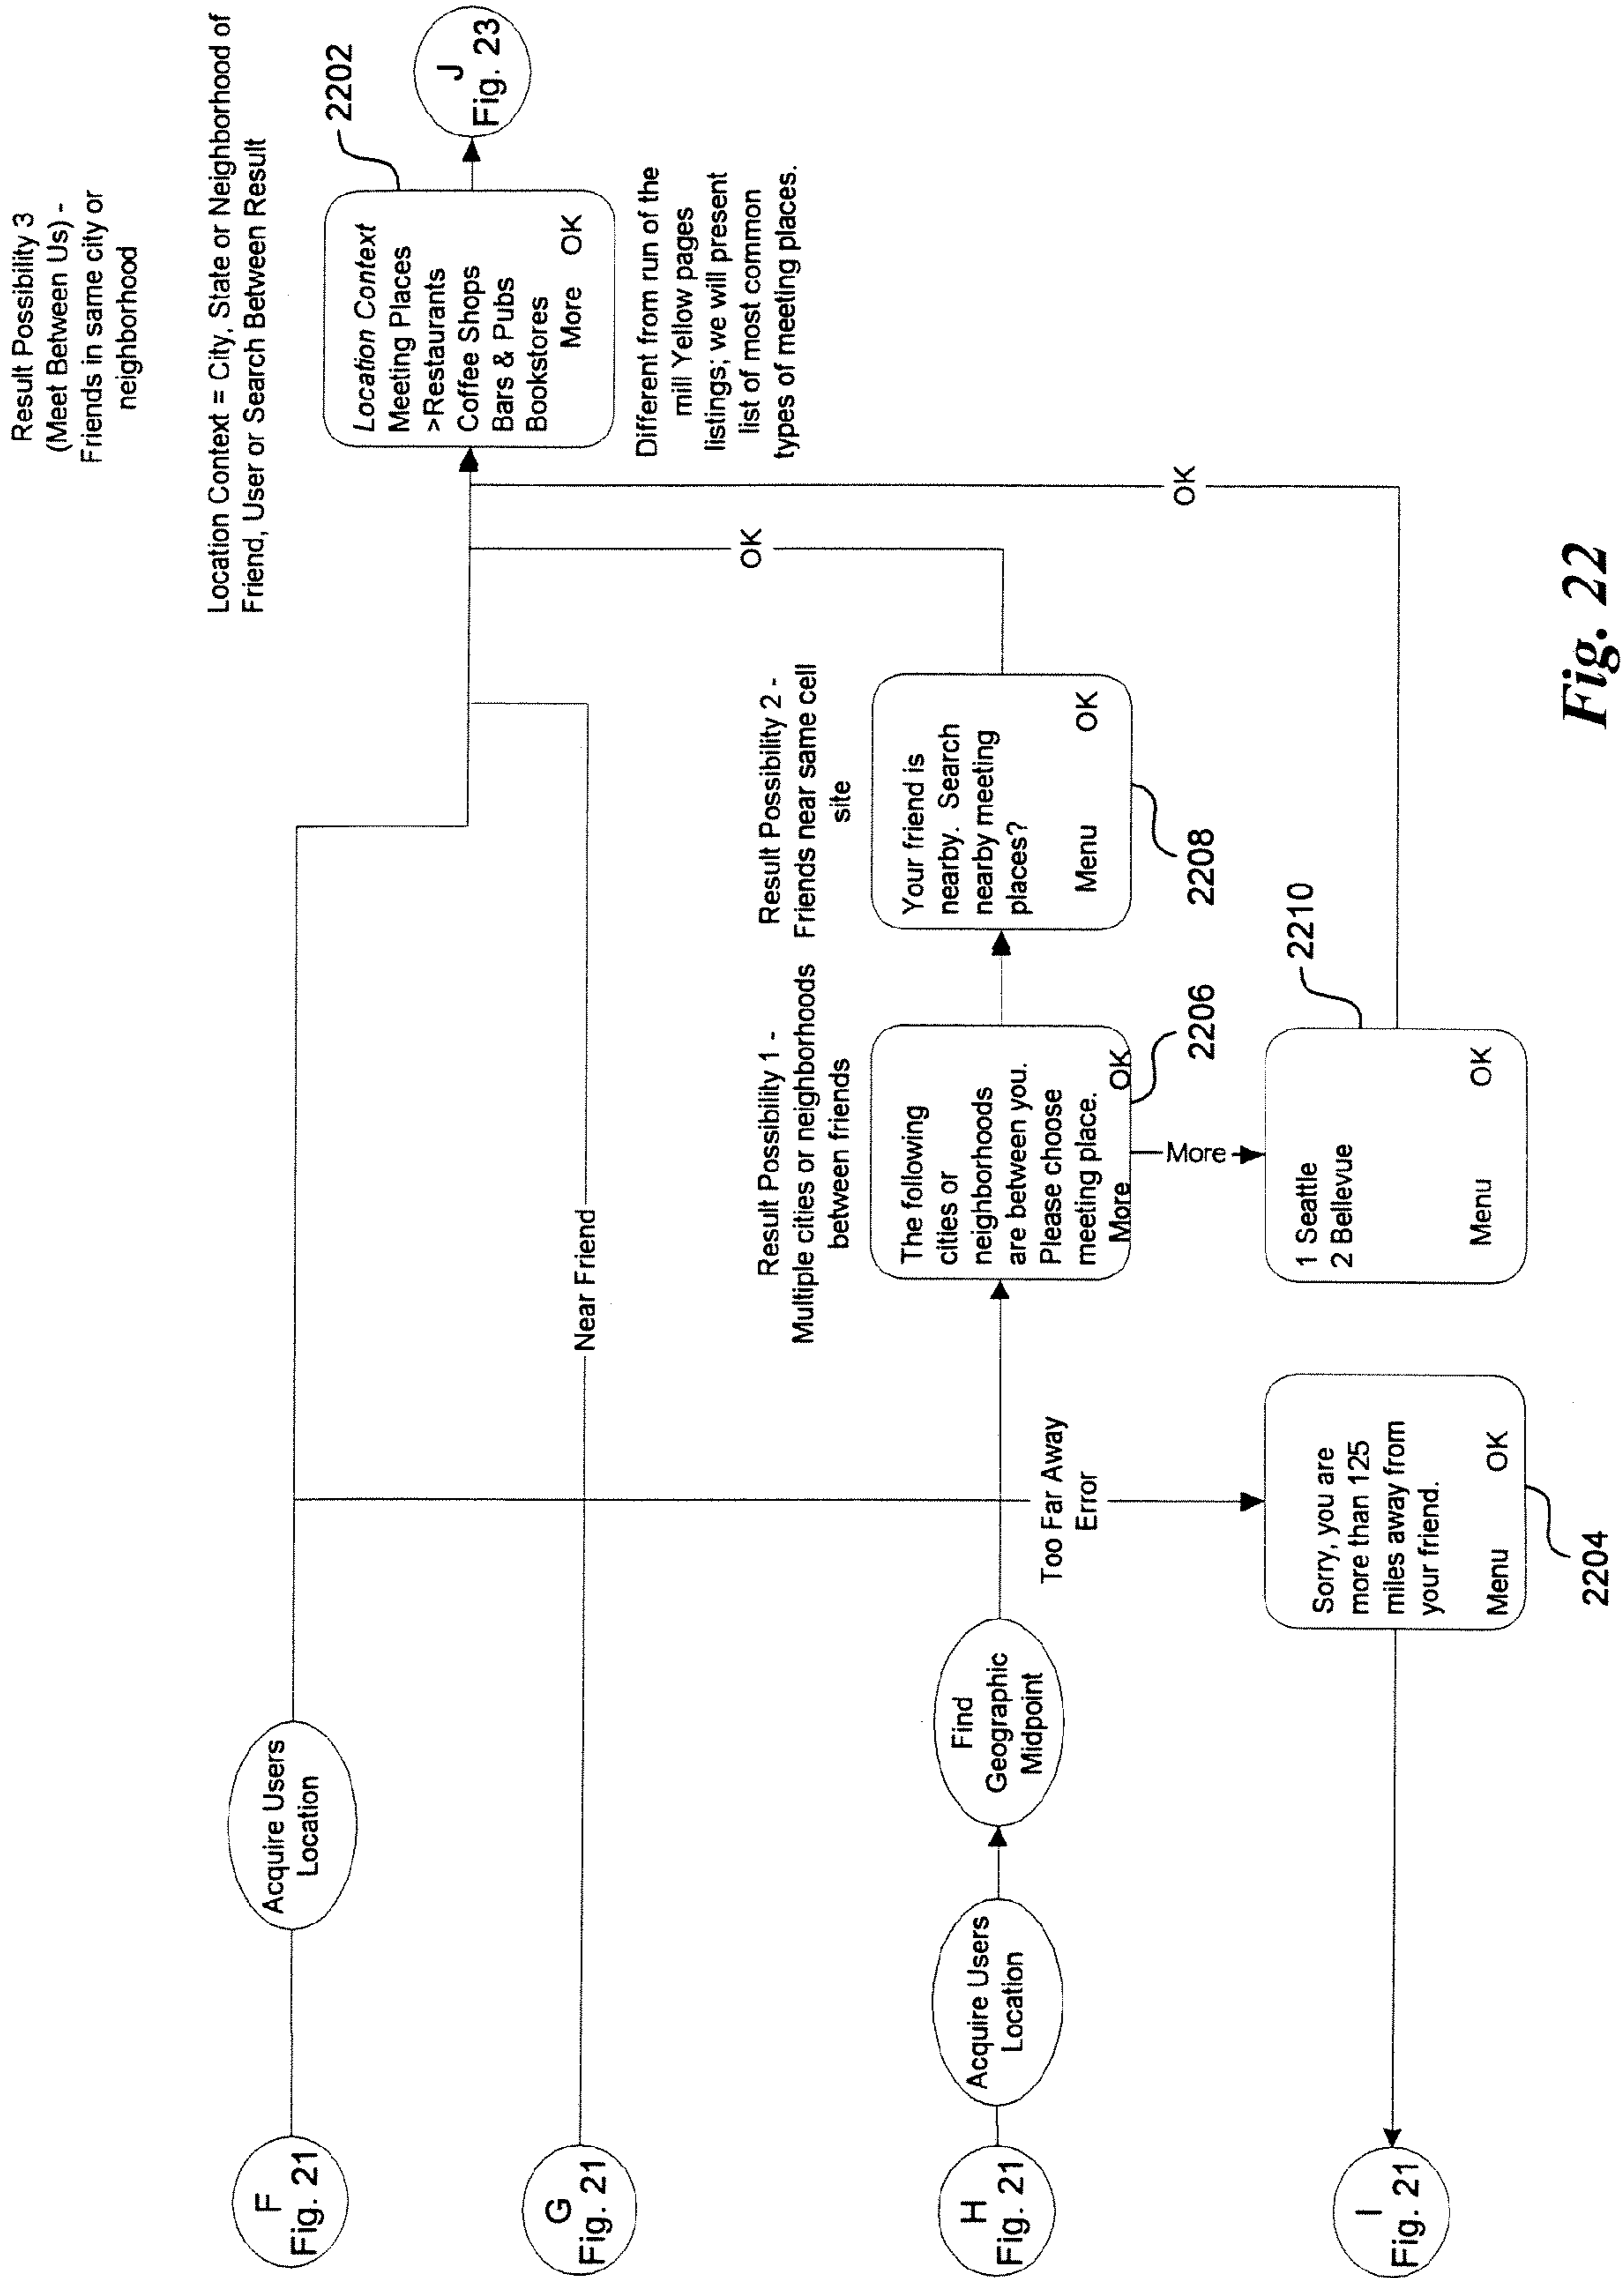 Result Possibility 3
(Meet Between Us) -
Friends in same city or
neighborhood
Location Context = City, State or Neighborhood of
Friend, User or Search Between Result
F
Fig. 21
Acquire Users
Location
Location Context
Meeting Places
>Restaurants
Coffee Shops
Bars & Pubs
Bookstores
More OK
2202
J
Fig. 23
Different from run of the
mill Yellow pages
listings; we will present
list of most common
types of meeting places.
G
Fig. 21
Near Friend
OK
OK
H
Fig. 21
Acquire Users
Location
Find
Geographic
Midpoint
Too Far Away
Error
Result Possibility 1 -
Multiple cities or neighborhoods
between friends
The following
cities or
neighborhoods
are between you.
Please choose
meeting place.
More OK
2206
Result Possibility 2 -
Friends near same cell
site
Your friend is
nearby. Search
nearby meeting
places?
Menu OK
2208
More
I
Fig. 21
Sorry, you are
more than 125
miles away from
your friend.
Menu OK
2204
1 Seattle
2 Bellevue
Menu OK
2210
Fig. 22